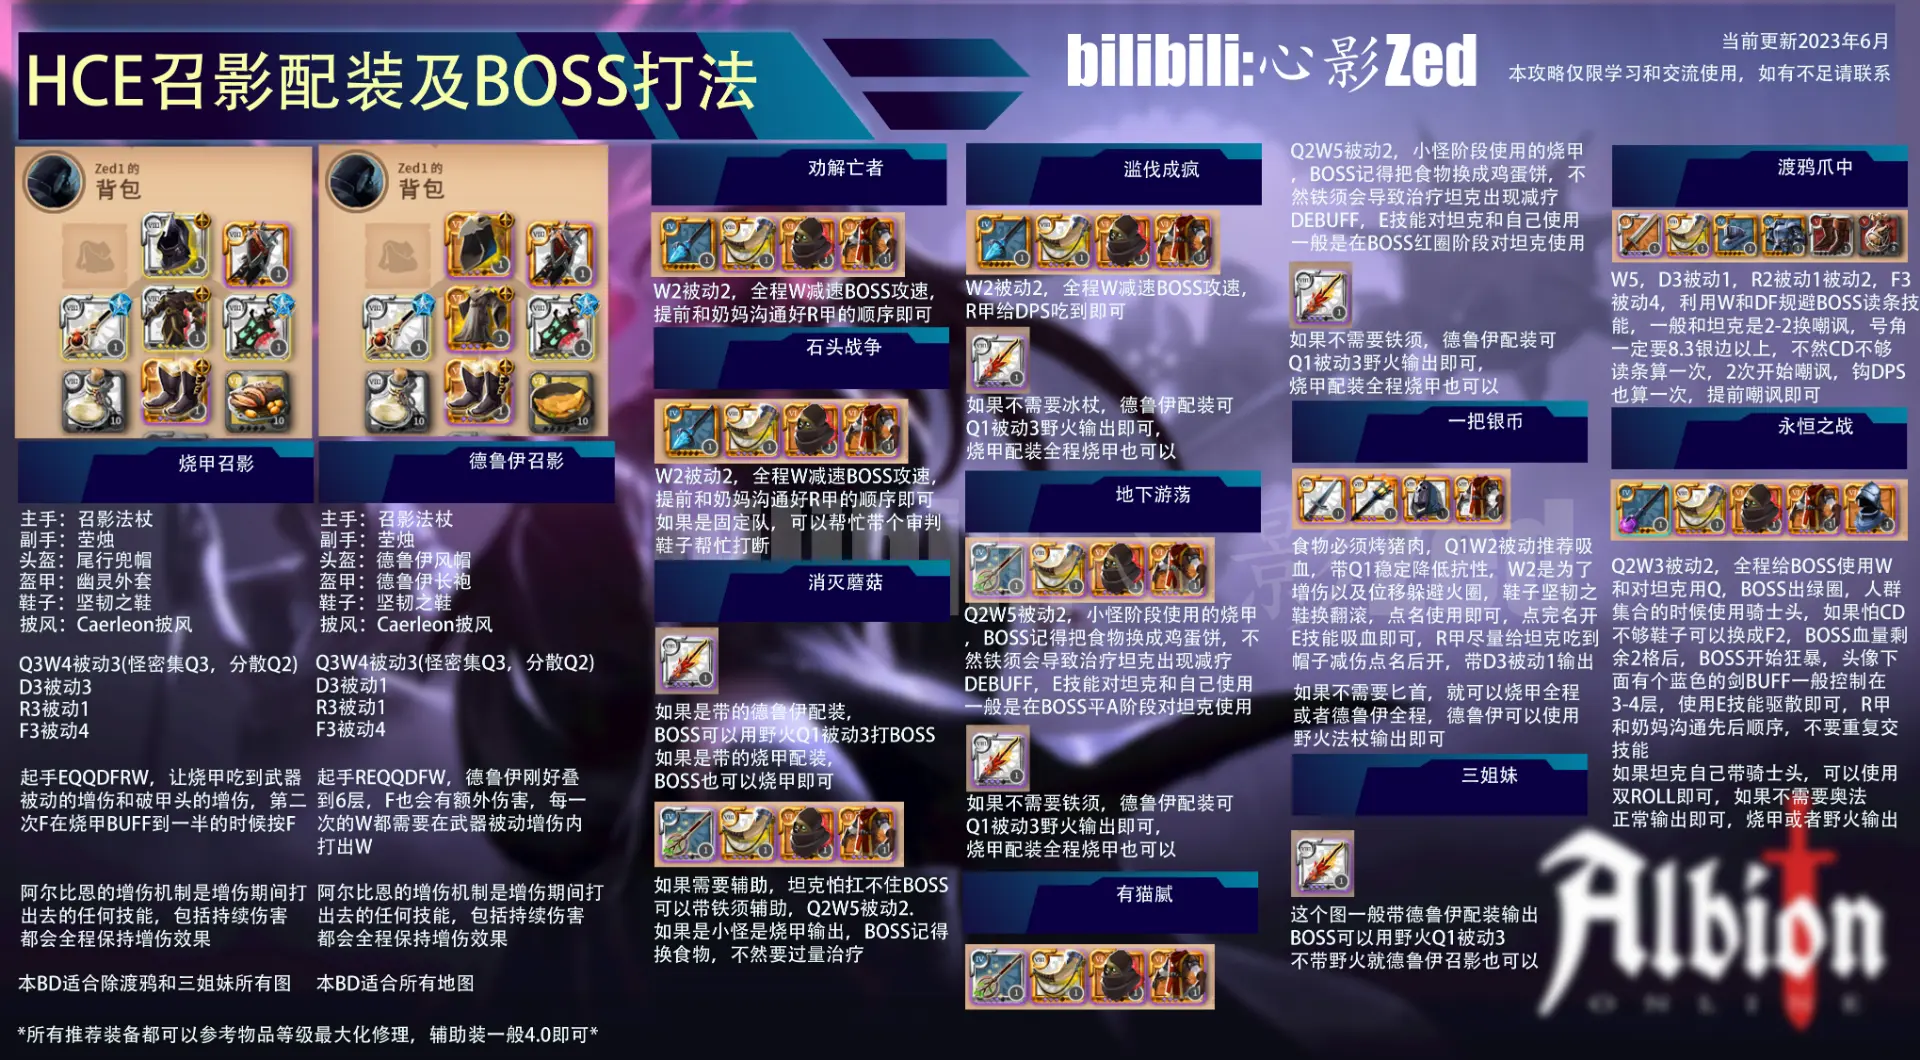 HCE召影配装及BOSS打法
bilibili:心影Zed
当前更新2023年6月
本攻略仅限学习和交流使用，如有不足请联系
Zed1 的
背包
烧甲召影
主手：召影法杖
副手：茔烛
头盔：尾行兜帽
盔甲：幽灵外套
鞋子：坚韧之鞋
披风：Caerleon披风
Q3W4被动3(怪密集Q3，分散Q2)
D3被动3
R3被动1
F3被动4
起手EQQDFRW，让烧甲吃到武器
被动的增伤和破甲头的增伤，第二
次F在烧甲BUFF到一半的时候按F
阿尔比恩的增伤机制是增伤期间打
出去的任何技能，包括持续伤害
都会全程保持增伤效果
本BD适合除渡鸦和三姐妹所有图
*所有推荐装备都可以参考物品等级最大化修理，辅助装一般4.0即可*
Zed1 的
背包
德鲁伊召影
主手：召影法杖
副手：茔烛
头盔：德鲁伊风帽
盔甲：德鲁伊长袍
鞋子：坚韧之鞋
披风：Caerleon披风
Q3W4被动3(怪密集Q3，分散Q2)
D3被动1
R3被动1
F3被动4
起手REQQDFW，德鲁伊刚好叠
到6层，F也会有额外伤害，每一
次的W都需要在武器被动增伤内
打出W
阿尔比恩的增伤机制是增伤期间打
出去的任何技能，包括持续伤害
都会全程保持增伤效果
本BD适合所有地图
劝解亡者
W2被动2，全程W减速BOSS攻速，
提前和奶妈沟通好R甲的顺序即可
石头战争
W2被动2，全程W减速BOSS攻速，
提前和奶妈沟通好R甲的顺序即可
如果是固定队，可以帮忙带个审判
鞋子帮忙打断
消灭蘑菇
如果是带的德鲁伊配装，
BOSS可以用野火Q1被动3打BOSS
如果是带的烧甲配装，
BOSS也可以烧甲即可
如果需要辅助，坦克怕扛不住BOSS
可以带铁须辅助，Q2W5被动2.
如果是小怪是烧甲输出，BOSS记得
换食物，不然要过量治疗
滥伐成疯
W2被动2，全程W减速BOSS攻速，
R甲给DPS吃到即可
如果不需要冰杖，德鲁伊配装可
Q1被动3野火输出即可，
烧甲配装全程烧甲也可以
地下游荡
Q2W5被动2，小怪阶段使用的烧甲
，BOSS记得把食物换成鸡蛋饼，不
然铁须会导致治疗坦克出现减疗
DEBUFF，E技能对坦克和自己使用
一般是在BOSS平A阶段对坦克使用
如果不需要铁须，德鲁伊配装可
Q1被动3野火输出即可，
烧甲配装全程烧甲也可以
有猫腻
Q2W5被动2，小怪阶段使用的烧甲
，BOSS记得把食物换成鸡蛋饼，不
然铁须会导致治疗坦克出现减疗
DEBUFF，E技能对坦克和自己使用
一般是在BOSS红圈阶段对坦克使用
如果不需要铁须，德鲁伊配装可
Q1被动3野火输出即可，
烧甲配装全程烧甲也可以
一把银币
食物必须烤猪肉，Q1W2被动推荐吸
血，带Q1稳定降低抗性，W2是为了
增伤以及位移躲避火圈，鞋子坚韧之
鞋换翻滚，点名使用即可，点完名开
E技能吸血即可，R甲尽量给坦克吃到
帽子减伤点名后开，带D3被动1输出
如果不需要匕首，就可以烧甲全程
或者德鲁伊全程，德鲁伊可以使用
野火法杖输出即可
三姐妹
这个图一般带德鲁伊配装输出
BOSS可以用野火Q1被动3
不带野火就德鲁伊召影也可以
渡鸦爪中
W5，D3被动1，R2被动1被动2，F3
被动4，利用W和DF规避BOSS读条技
能，一般和坦克是2-2换嘲讽，号角
一定要8.3银边以上，不然CD不够
读条算一次，2次开始嘲讽，钩DPS
也算一次，提前嘲讽即可
永恒之战
Q2W3被动2，全程给BOSS使用W
和对坦克用Q，BOSS出绿圈，人群
集合的时候使用骑士头，如果怕CD
不够鞋子可以换成F2，BOSS血量剩
余2格后，BOSS开始狂暴，头像下
面有个蓝色的剑BUFF一般控制在
3-4层，使用E技能驱散即可，R甲
和奶妈沟通先后顺序，不要重复交
技能
如果坦克自己带骑士头，可以使用
双ROLL即可，如果不需要奥法
正常输出即可，烧甲或者野火输出
Albion
ONLINE